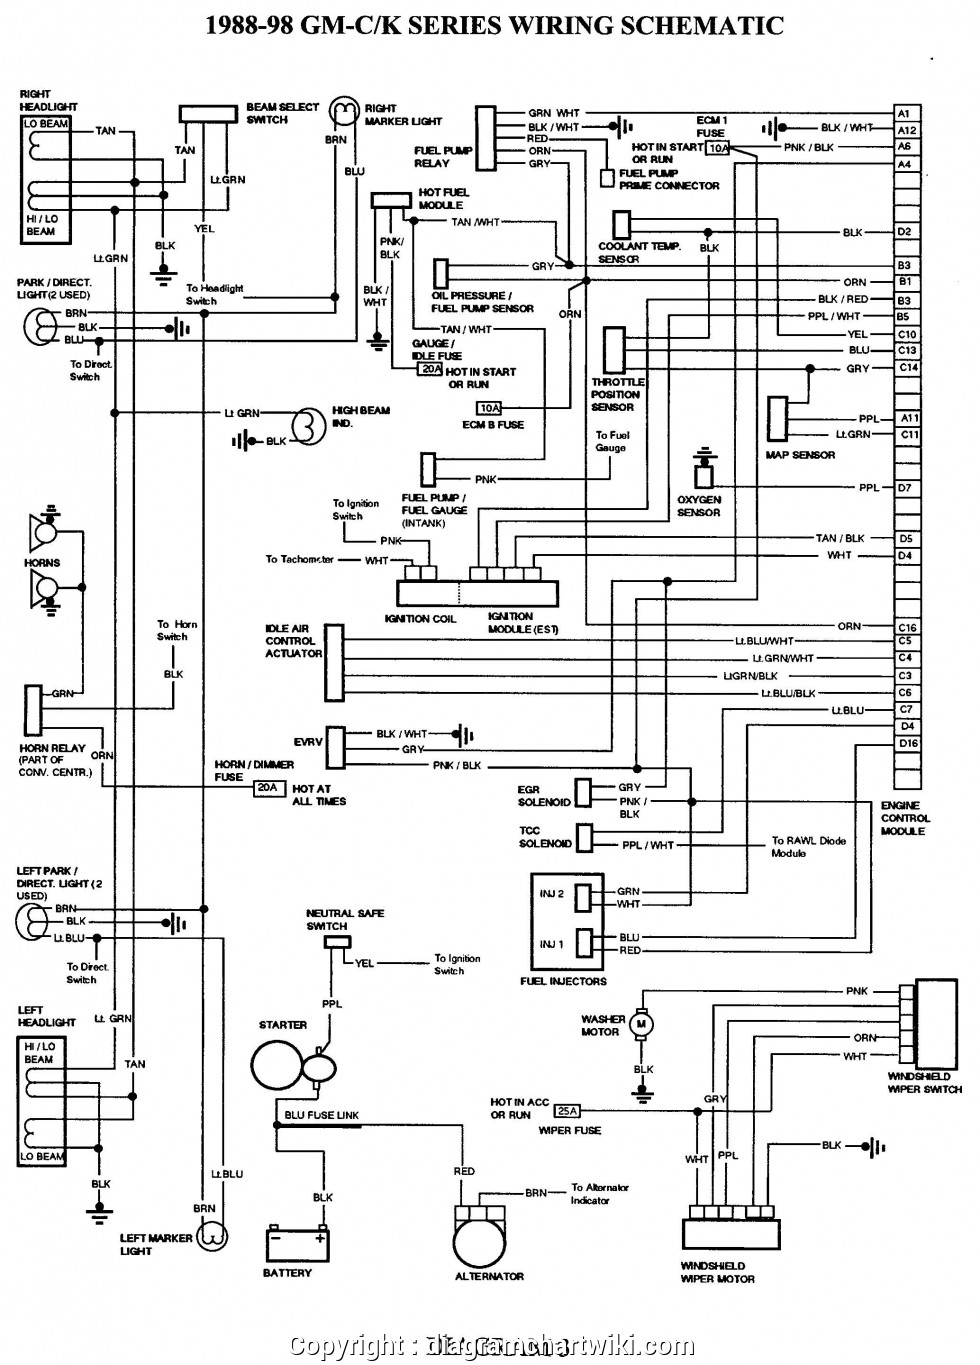 1988-98 GM-C/K SERIES WIRING SCHEMATIC
RIGHT
HEADLIGHT
LO BEAM
TAN
HI / LO
BEAM
BEAM SELECT
SWITCH
TAN
Lt.GRN
YEL
BLK
Lt.GRN
RIGHT
MARKER LIGHT
BRN
BLU
PARK / DIRECT.
LIGHT(2 USED)
BRN
BLK
BLU
To Headlight
Switch
To Direct.
Switch
FUEL PUMP
RELAY
GRN WHT
BLK / WHT
RED
ORN
GRY
FUEL PUMP
PRIME CONNECTOR
ECM 1
FUSE
HOT IN START
OR RUN
10A
BLK / WHT
PNK / BLK
A1
A12
A6
A4
HOT FUEL
MODULE
TAN /WHT
PNK/
BLK
BLK /
WHT
GRY
OIL PRESSURE /
FUEL PUMP SENSOR
ORN
COOLANT TEMP.
SENSOR
BLK
BLK
D2
B3
ORN
B1
BLK / RED
B3
PPL / WHT
B5
YEL
C10
BLU
C13
GRY
C14
TAN / WHT
GAUGE /
IDLE FUSE
20A
HOT IN START
OR RUN
10A
ECM B FUSE
THROTTLE
POSITION
SENSOR
PPL
A11
Lt.GRN
C11
MAP SENSOR
Lt GRN
HIGH BEAM
IND.
BLK
To Fuel
Gauge
PNK
FUEL PUMP /
FUEL GAUGE
(INTANK)
OXYGEN
SENSOR
PPL
D7
To Ignition
Switch
PNK
To Tachometer
WHT
TAN / BLK
D5
WHT
D4
IGNITION COIL
IGNITION
MODULE (EST)
HORNS
To Horn
Switch
BLK
GRN
HORN RELAY
(PART OF
CONV. CENTR.)
ORN
IDLE AIR
CONTROL
ACTUATOR
ORN
C16
Lt.BLU/WHT
C5
Lt.GRN/WHT
C4
LtGRN/BLK
C3
Lt.BLU/BLK
C6
Lt.BLU
C7
D4
D16
EVRV
BLK / WHT
GRY
PNK / BLK
HORN / DIMMER
FUSE
20A
HOT AT
ALL TIMES
EGR
SOLENOID
GRY
PNK /
BLK
TCC
SOLENOID
PPL / WHT
To RAWL Diode
Module
ENGINE
CONTROL
MODULE
LEFT PARK /
DIRECT. LIGHT ( 2
USED)
BRN
BLK
Lt.BLU
To Direct.
Switch
INJ 2
GRN
WHT
INJ 1
BLU
RED
FUEL INJECTORS
NEUTRAL SAFE
SWITCH
YEL
To Ignition
Switch
PPL
STARTER
LEFT
HEADLIGHT
Lt. GRN
HI / LO
BEAM
TAN
LO BEAM
BLK
Lt.BLU
BRN
LEFT MARKER
LIGHT
BLU FUSE LINK
BLK
- +
BATTERY
RED
BRN
To Alternator
Indicator
ALTERNATOR
WASHER
MOTOR
M
BLK
PNK
ORN
WHT
WINDSHIELD
WIPER SWITCH
HOT IN ACC
OR RUN
25A
WIPER FUSE
GRY
WHT
PPL
BLK
WINDSHIELD
WIPER MOTOR
Copyright : diagramchartwiki.com